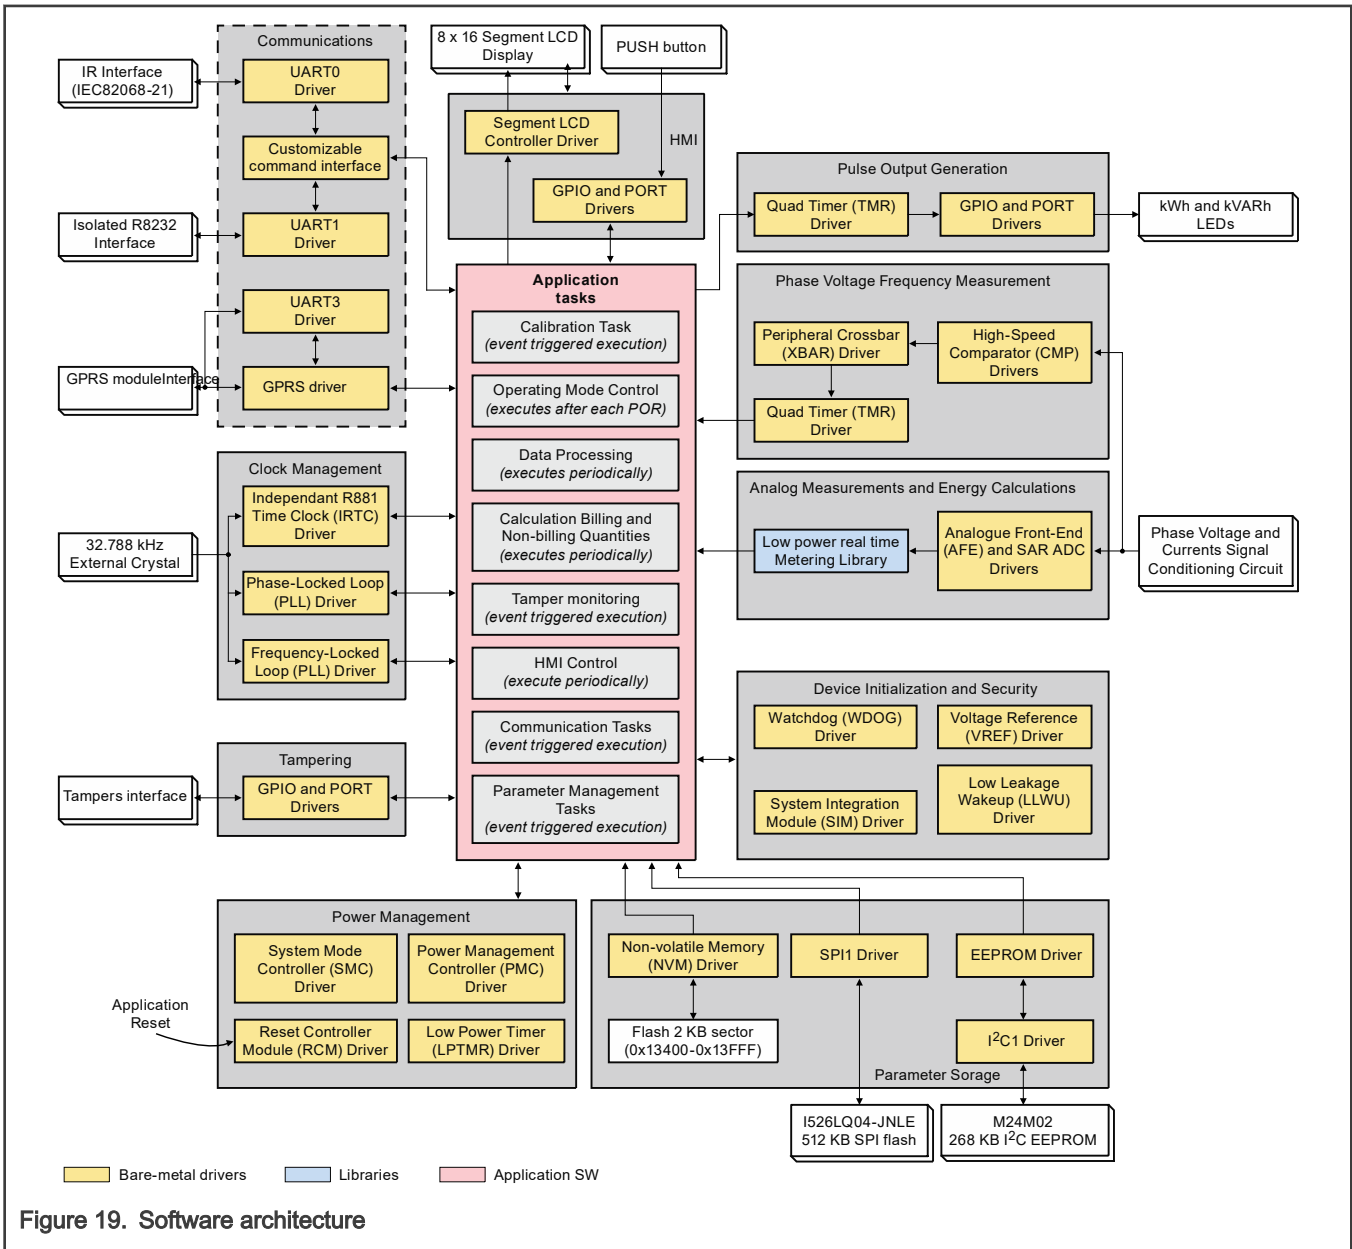 Communications
IR Interface
(IEC82068-21)
UART0
Driver
Customizable
command interface
Isolated R8232
Interface
UART1
Driver
UART3
Driver
GPRS moduleInterface
GPRS driver
8 x 16 Segment LCD
Display
PUSH button
Segment LCD
Controller Driver
HMI
GPIO and PORT
Drivers
Pulse Output Generation
Quad Timer (TMR)
Driver
GPIO and PORT
Drivers
kWh and kVARh
LEDs
Phase Voltage Frequency Measurement
Peripheral Crossbar
(XBAR) Driver
High-Speed
Comparator (CMP)
Drivers
Quad Timer (TMR)
Driver
Analog Measurements and Energy Calculations
Low power real time
Metering Library
Analogue Front-End
(AFE) and SAR ADC
Drivers
Phase Voltage and
Currents Signal
Conditioning Circuit
Application
tasks
Calibration Task
(event triggered execution)
Operating Mode Control
(executes after each POR)
Data Processing
(executes periodically)
Calculation Billing and
Non-billing Quantities
(executes periodically)
Tamper monitoring
(event triggered execution)
HMI Control
(execute periodically)
Communication Tasks
(event triggered execution)
Parameter Management
Tasks
(event triggered execution)
Clock Management
32.788 kHz
External Crystal
Independant R881
Time Clock (IRTC)
Driver
Phase-Locked Loop
(PLL) Driver
Frequency-Locked
Loop (PLL) Driver
Tampering
Tampers interface
GPIO and PORT
Drivers
Device Initialization and Security
Watchdog (WDOG)
Driver
Voltage Reference
(VREF) Driver
System Integration
Module (SIM) Driver
Low Leakage
Wakeup (LLWU)
Driver
Power Management
System Mode
Controller (SMC)
Driver
Power Management
Controller (PMC)
Driver
Application
Reset
Reset Controller
Module (RCM) Driver
Low Power Timer
(LPTMR) Driver
Non-volatile Memory
(NVM) Driver
SPI1 Driver
EEPROM Driver
Flash 2 KB sector
(0x13400-0x13FFF)
I²C1 Driver
Parameter Sorage
I526LQ04-JNLE
512 KB SPI flash
M24M02
268 KB I²C EEPROM
Bare-metal drivers
Libraries
Application SW
Figure 19. Software architecture